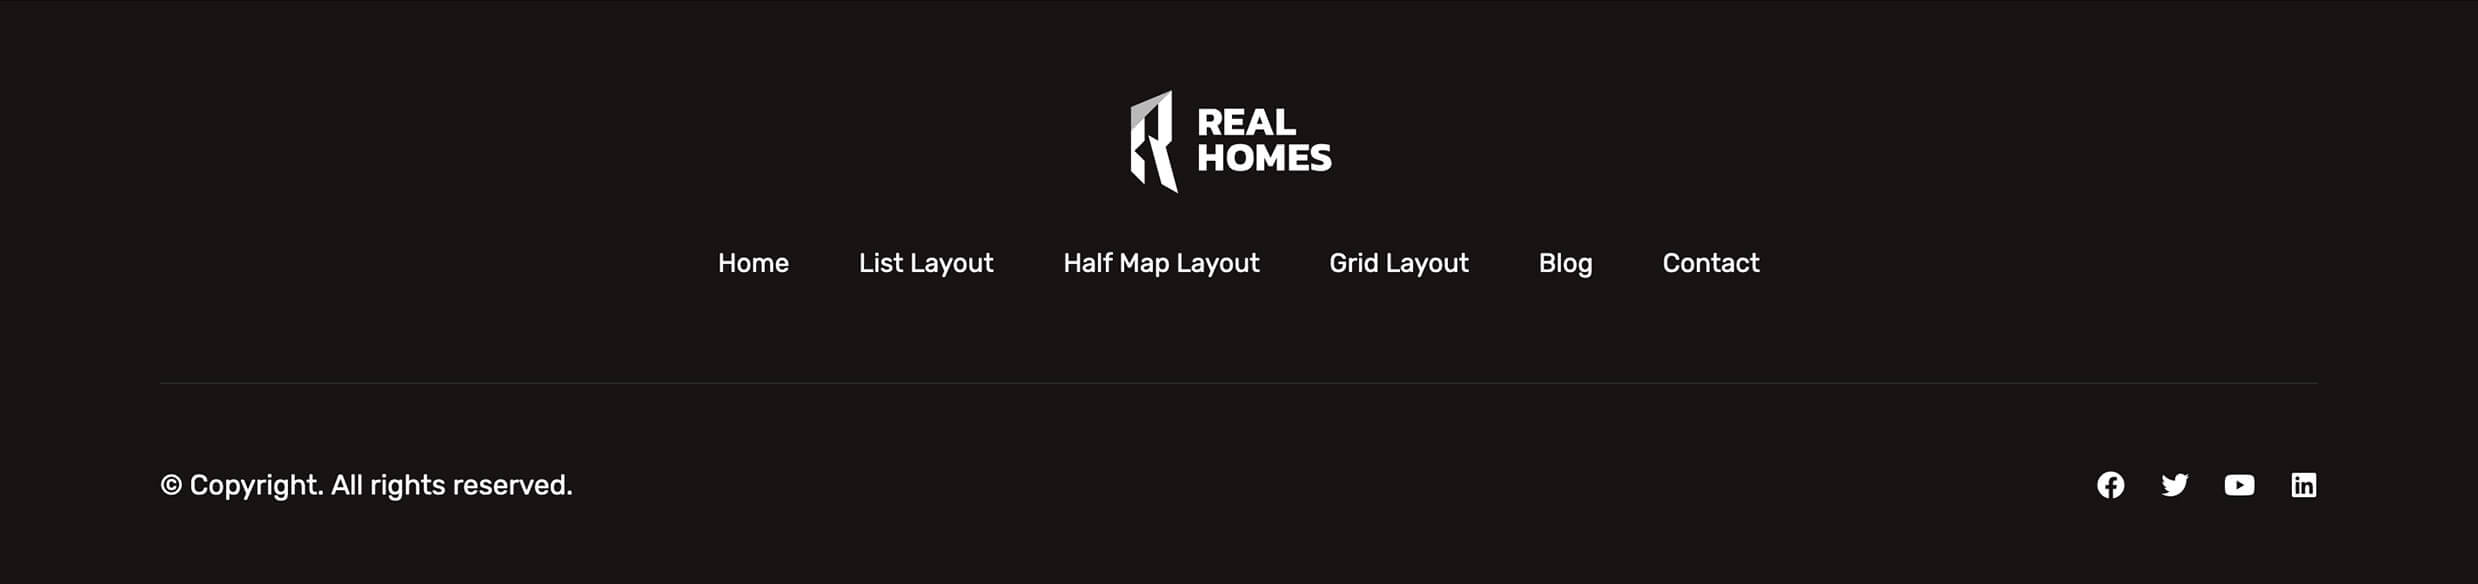 REAL
HOMES
Home List Layout Half Map Layout Grid Layout Blog Contact
© Copyright. All rights reserved.